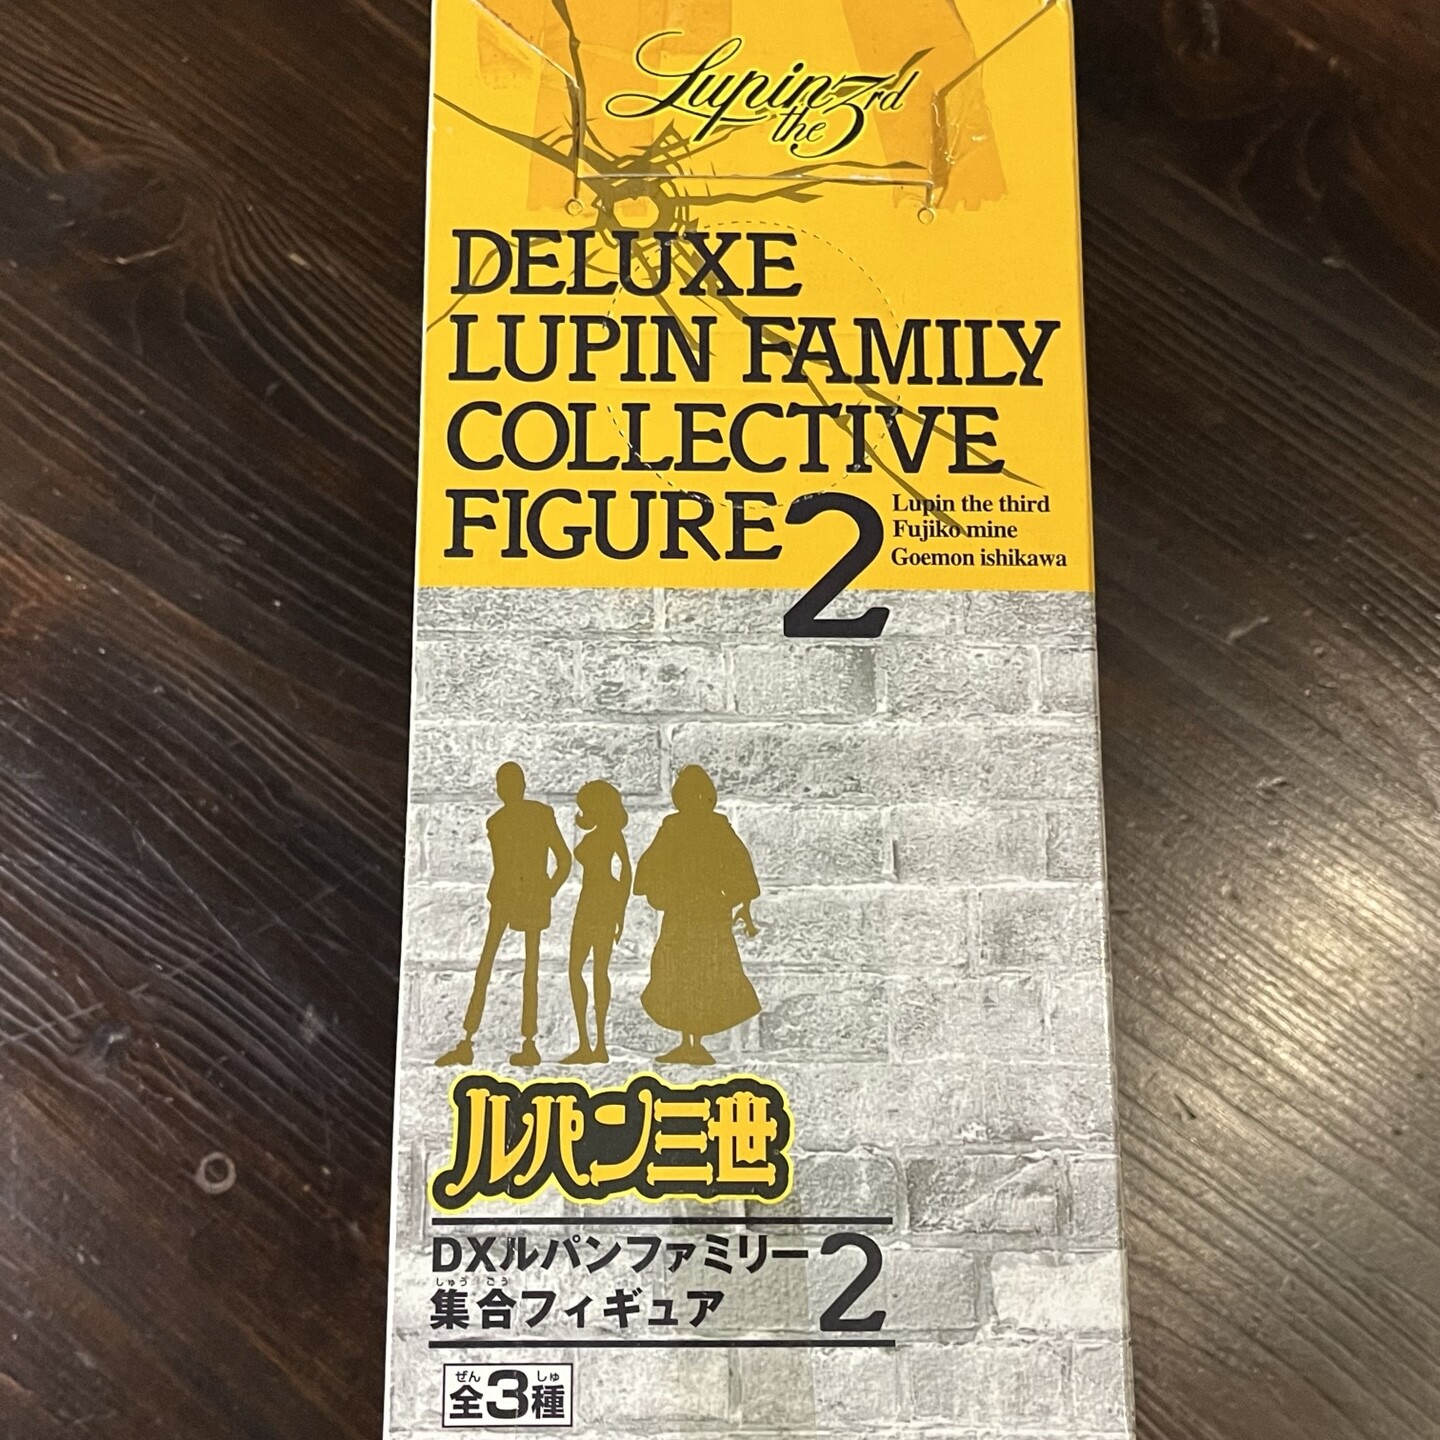 Lupin
the 3rd
DELUXE
LUPIN FAMILY
COLLECTIVE
FIGURE2
Lupin the third
Fujiko mine
Goemon ishikawa
ルパン三世
DXルパンファミリー2
しゅう ごう
集合フィギュア
ぜん しゅ
全3種